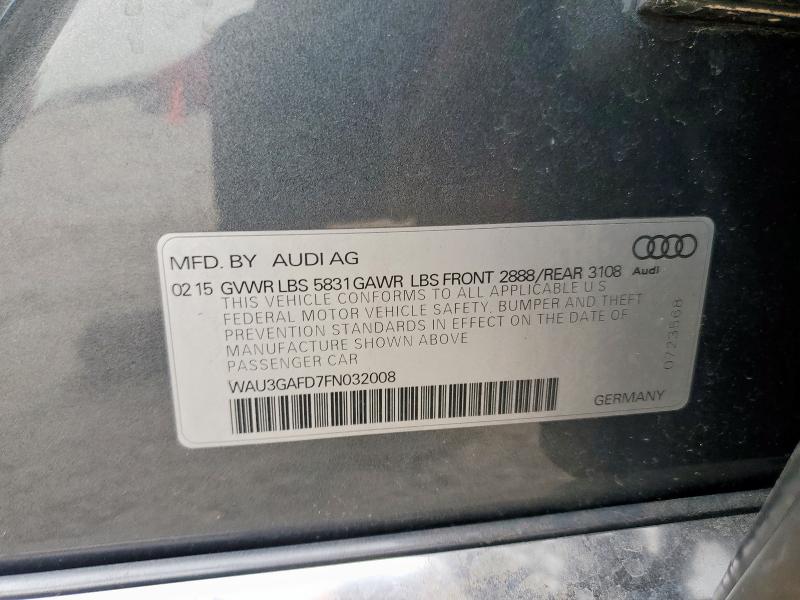 MFD. BY AUDI AG
02 15 GVWR LBS 5831 GAWR LBS FRONT 2888/REAR 3108
Audi
THIS VEHICLE CONFORMS TO ALL APPLICABLE U S
FEDERAL MOTOR VEHICLE SAFETY, BUMPER AND THEFT
PREVENTION STANDARDS IN EFFECT ON THE DATE OF
MANUFACTURE SHOWN ABOVE
PASSENGER CAR
WAU3GAFD7FN032008
GERMANY
0723568